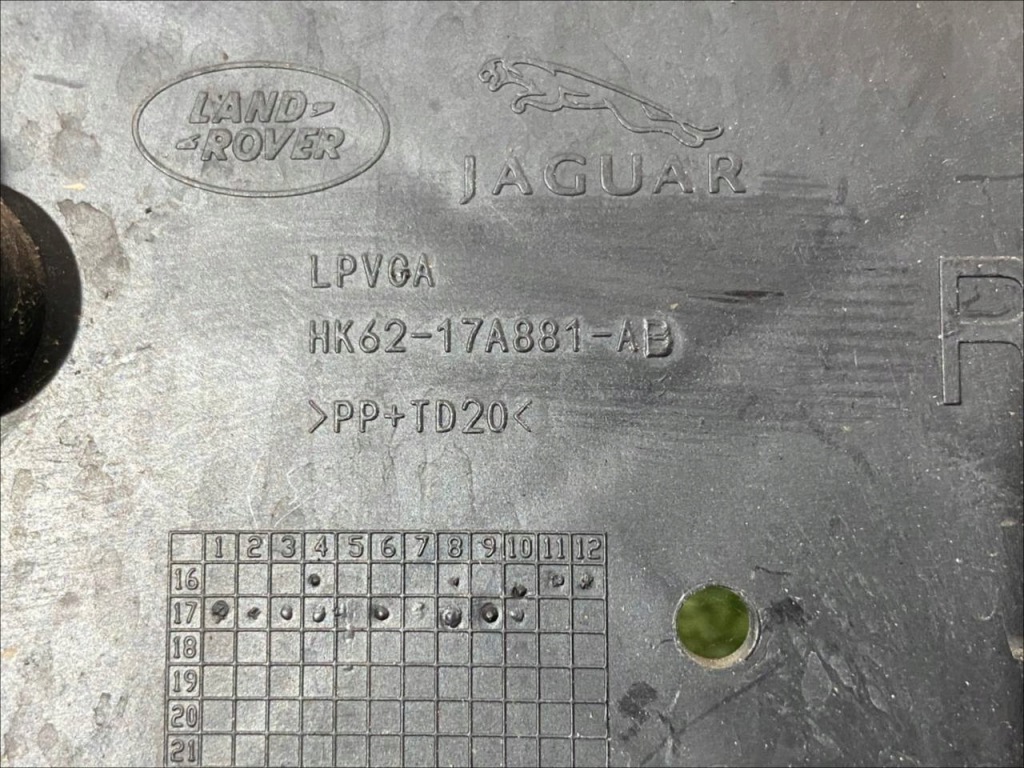 LAND
ROVER
JAGUAR
LPVGA
HK62-17A881-AB
>PP+TD20<
R
1 2 3 4 5 6 7 8 9 10 11 12
16
17
18
19
20
21